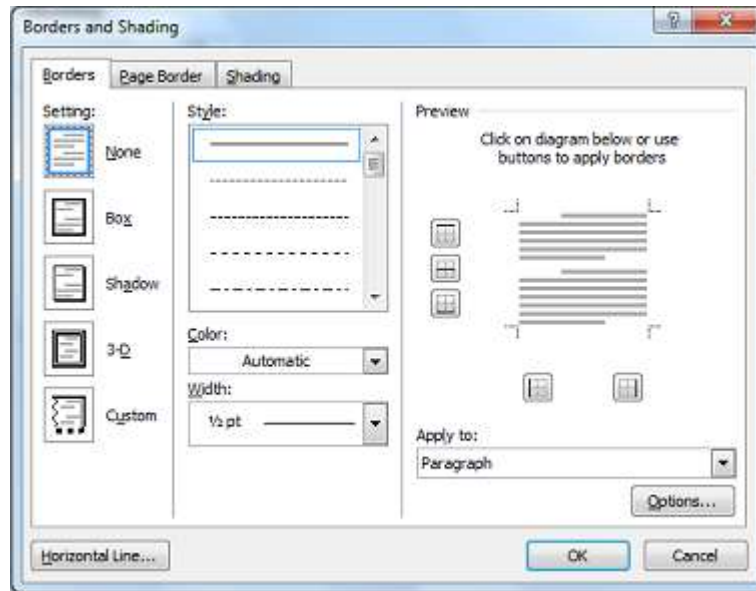 Borders and Shading
Borders
Page Border
Shading
Setting:
None
Box
Shadow
3-D
Custom
Style:
Color:
Automatic
Width:
½ pt
Preview
Click on diagram below or use
buttons to apply borders
Apply to:
Paragraph
Options...
Horizontal Line...
OK
Cancel